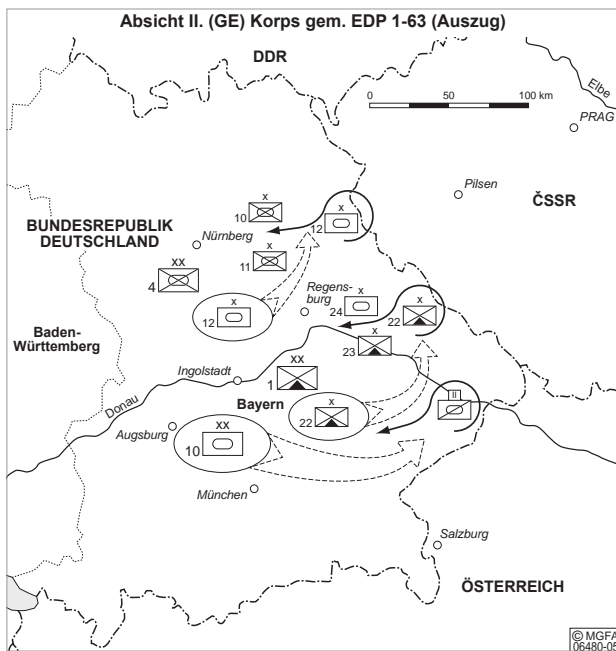 Absicht II. (GE) Korps gem. EDP 1-63 (Auszug)
DDR
Elbe
0 50 100 km
PRAG
Pilsen
ČSSR
X
10
X
12
BUNDESREPUBLIK
DEUTSCHLAND
Nürnberg
X
11
XX
4
X
12
Regens-
burg
X
24
X
22
X
23
Baden-
Württemberg
Ingolstadt
XX
1
Bayern
X
22
II
Donau
Augsburg
XX
10
München
Salzburg
ÖSTERREICH
© MGFA
06480-05